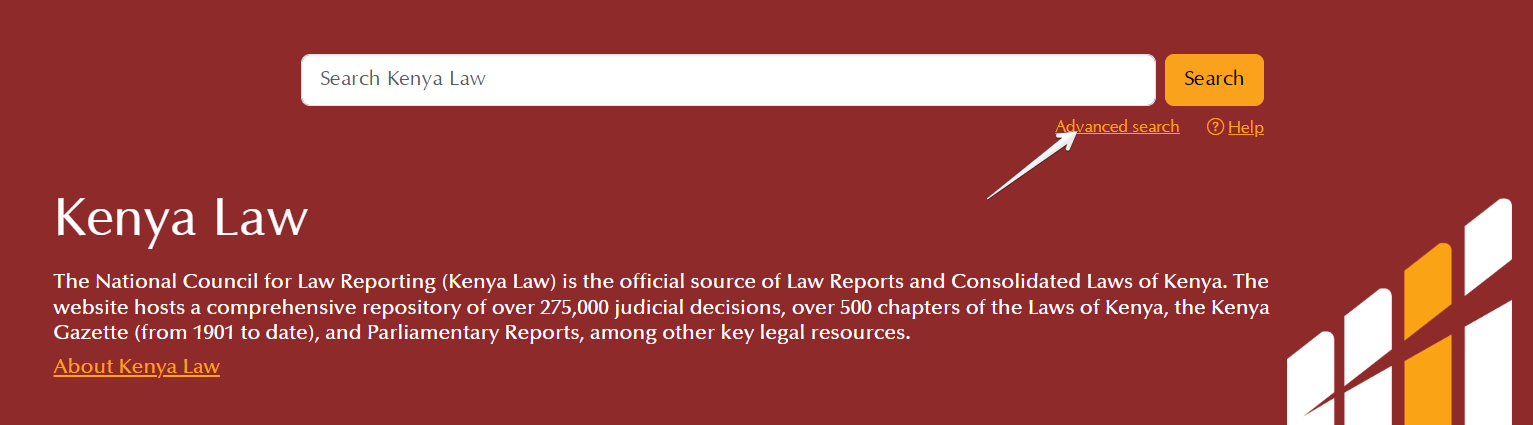 Search Kenya Law
Search
Advanced search
Help
Kenya Law
The National Council for Law Reporting (Kenya Law) is the official source of Law Reports and Consolidated Laws of Kenya. The
website hosts a comprehensive repository of over 275,000 judicial decisions, over 500 chapters of the Laws of Kenya, the Kenya
Gazette (from 1901 to date), and Parliamentary Reports, among other key legal resources.
About Kenya Law